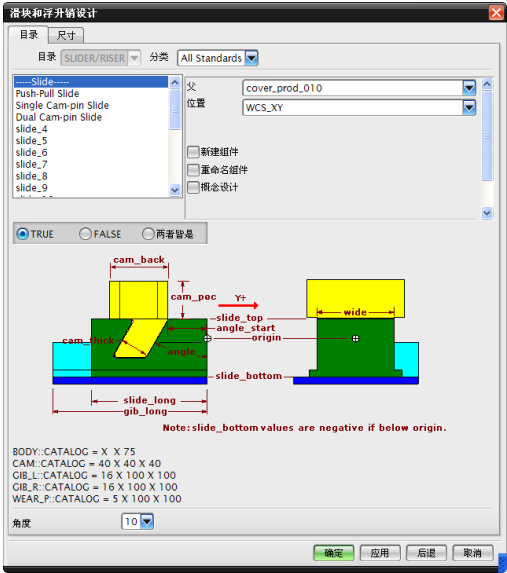 滑块和浮升销设计
目录 尺寸
目录 SLIDER/RISER 分类 All Standards
-----Slide-----
Push-Pull Slide
Single Cam-pin Slide
Dual Cam-pin Slide
slide_4
slide_5
slide_6
slide_7
slide_8
slide_9
父 cover_prod_010
位置 WCS_XY
新建组件
重命名组件
概念设计
TRUE FALSE 两者皆是
cam_back
cam_poc
Y+
slide_top
angle_start
origin
cam_thick
angle
slide_bottom
slide_long
gib_long
wide
Note: slide_bottom values are negative if below origin.
BODY::CATALOG = X X 75
CAM::CATALOG = 40 X 40 X 40
GIB_L::CATALOG = 16 X 100 X 100
GIB_R::CATALOG = 16 X 100 X 100
WEAR_P::CATALOG = 5 X 100 X 100
角度 10
确定 应用 后退 取消